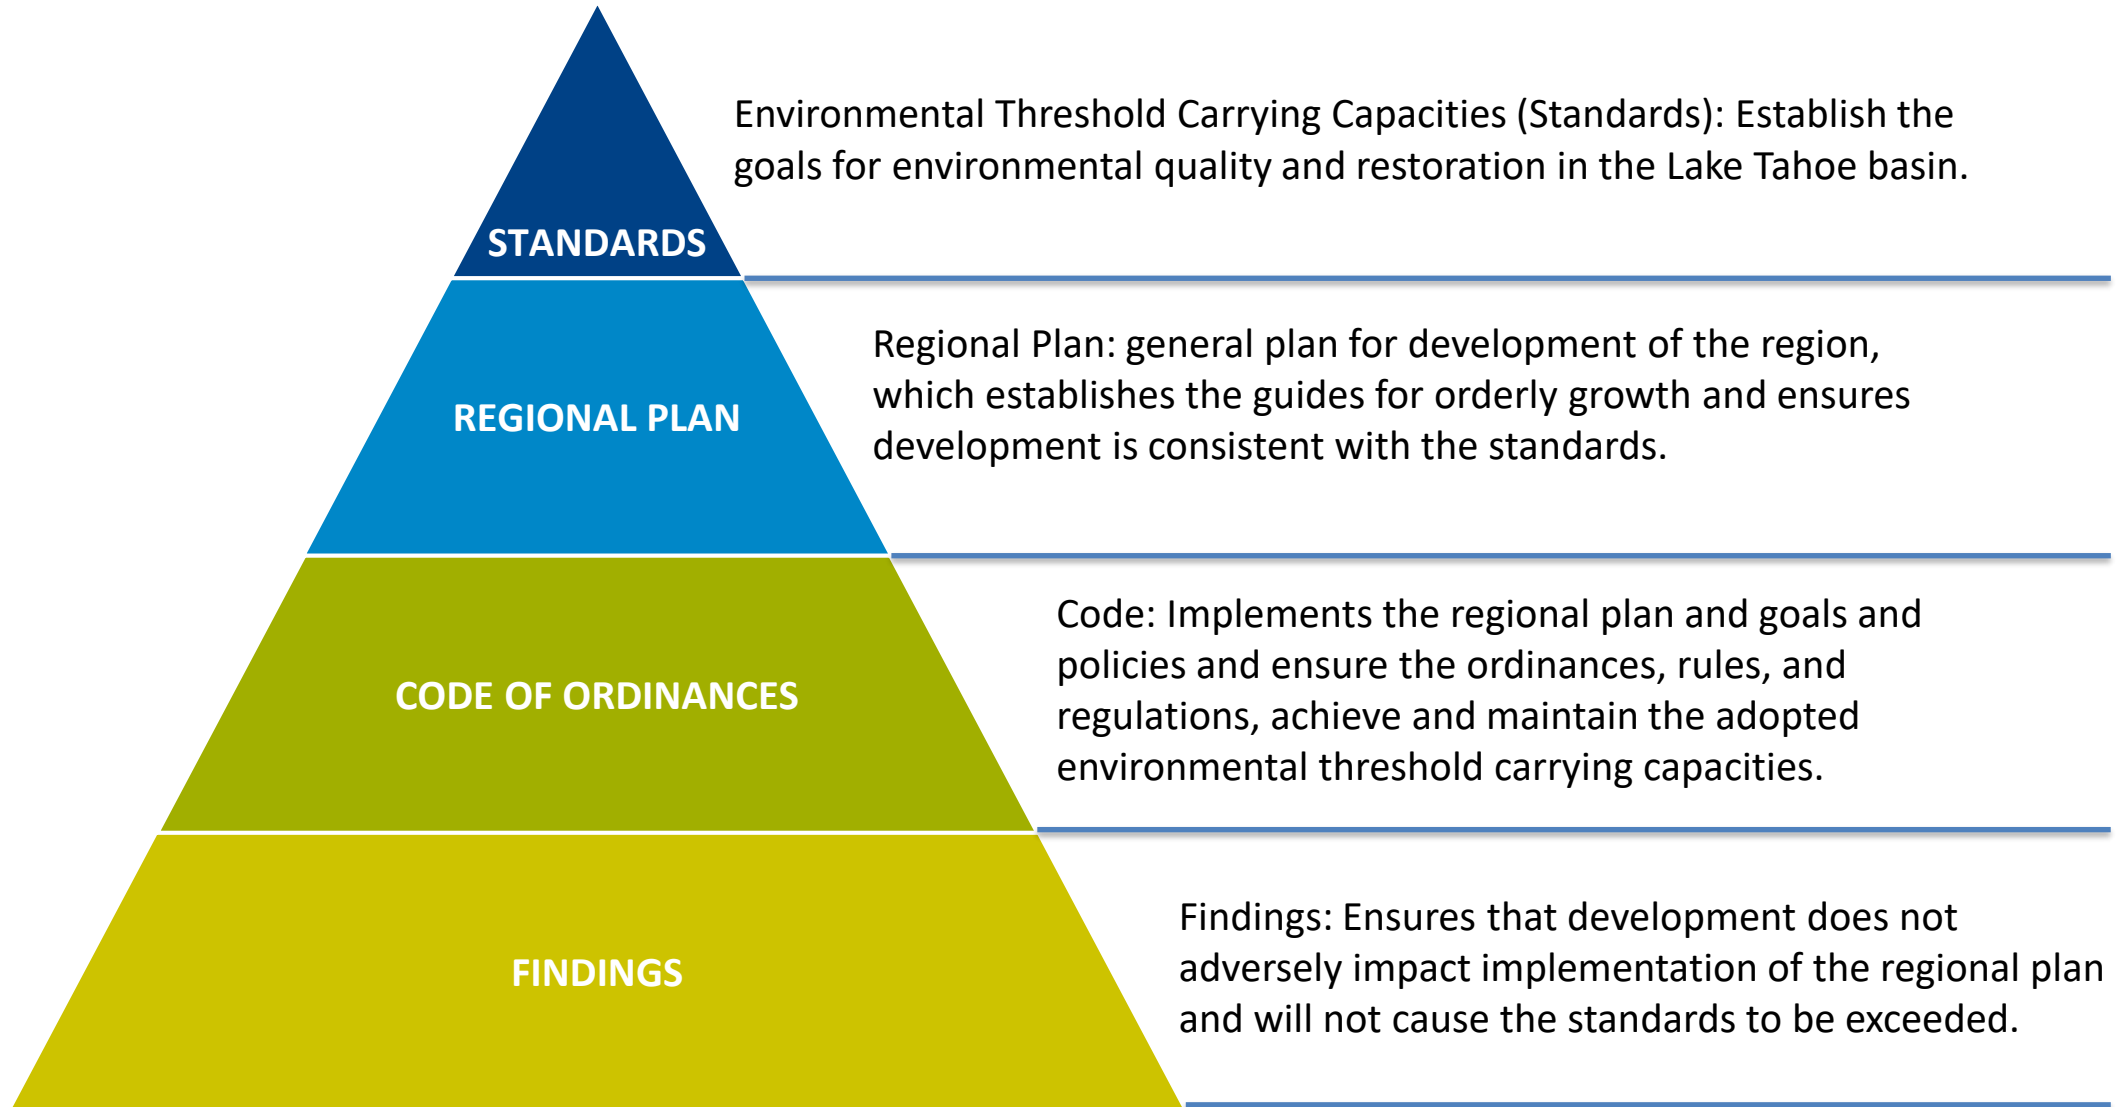 Environmental Threshold Carrying Capacities (Standards): Establish the
goals for environmental quality and restoration in the Lake Tahoe basin.
STANDARDS
Regional Plan: general plan for development of the region,
which establishes the guides for orderly growth and ensures
development is consistent with the standards.
REGIONAL PLAN
Code: Implements the regional plan and goals and
policies and ensure the ordinances, rules, and
regulations, achieve and maintain the adopted
environmental threshold carrying capacities.
CODE OF ORDINANCES
Findings: Ensures that development does not
adversely impact implementation of the regional plan
and will not cause the standards to be exceeded.
FINDINGS